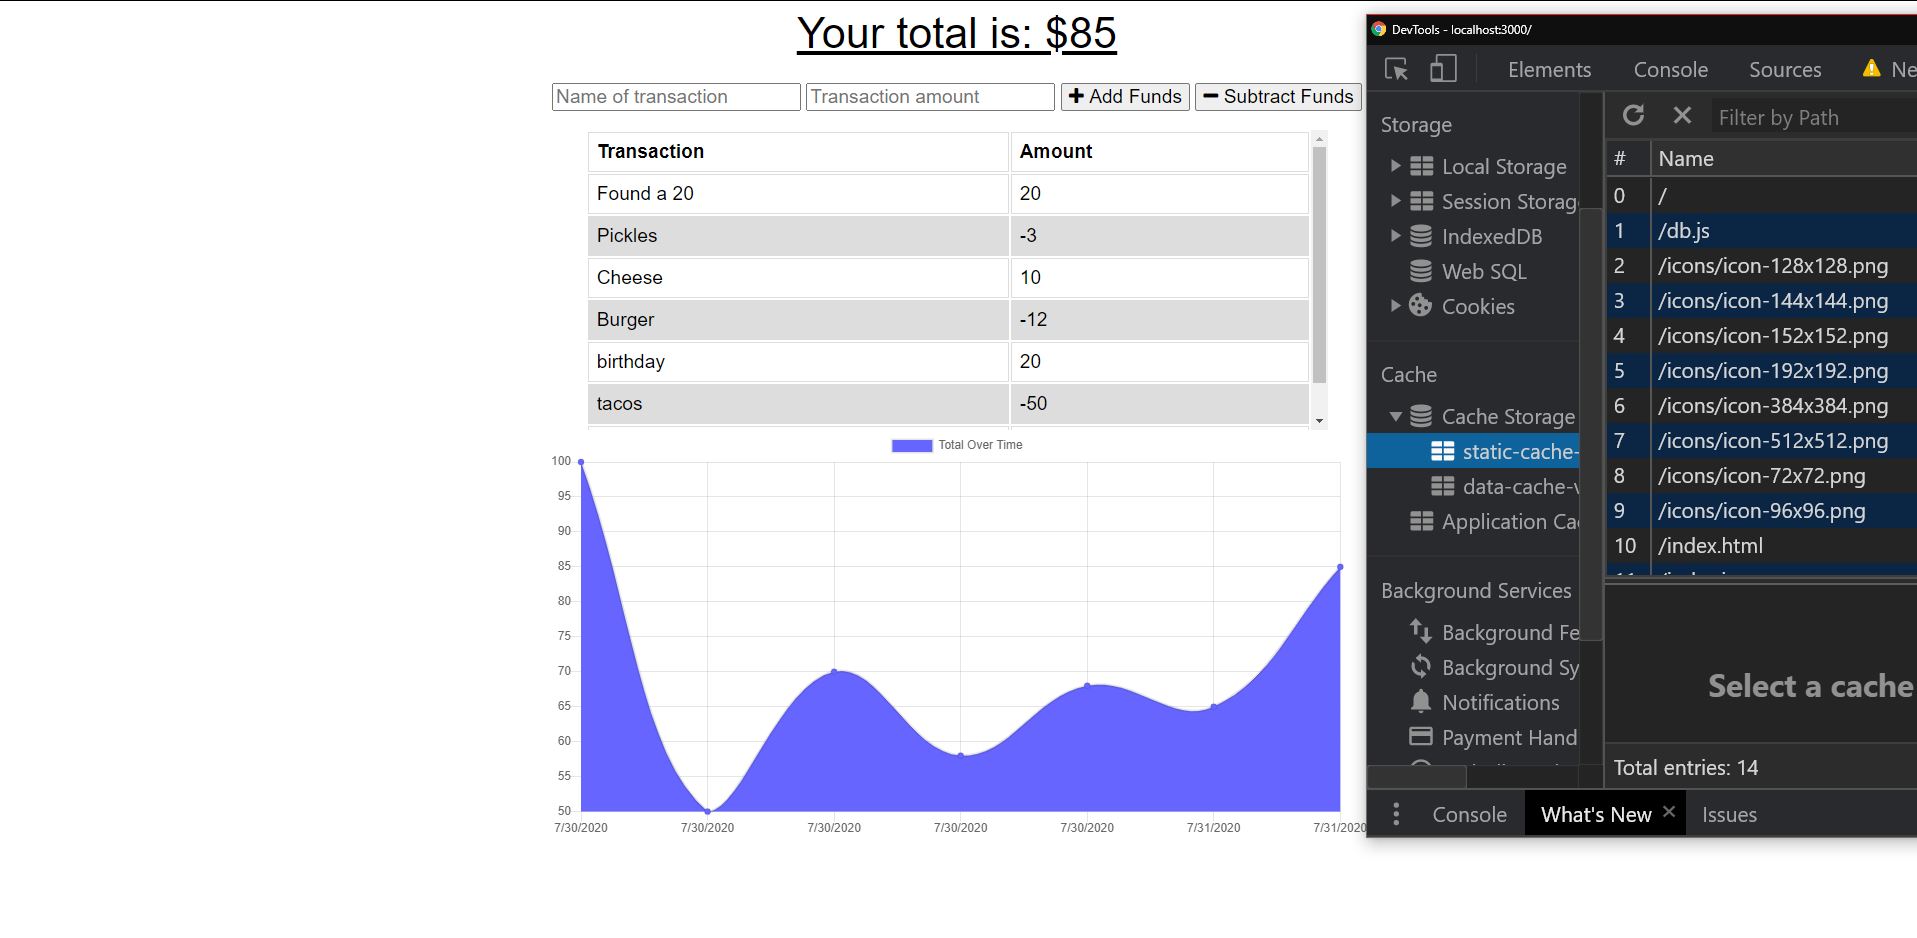 Your total is: $85
Name of transaction Transaction amount Add Funds Subtract Funds
Transaction Amount
Found a 20 20
Pickles -3
Cheese 10
Burger -12
birthday 20
tacos -50
Total Over Time
100
95
90
85
80
75
70
65
60
55
50
7/30/2020 7/30/2020 7/30/2020 7/30/2020 7/30/2020 7/31/2020 7/31/2020
DevTools - localhost:3000/
Elements Console Sources Ne
Storage
Local Storage
Session Storag
IndexedDB
Web SQL
Cookies
Cache
Cache Storage
static-cache-
data-cache-v
Application Ca
Background Services
Background Fe
Background Sy
Notifications
Payment Hand
Filter by Path
# Name
0 /
1 /db.js
2 /icons/icon-128x128.png
3 /icons/icon-144x144.png
4 /icons/icon-152x152.png
5 /icons/icon-192x192.png
6 /icons/icon-384x384.png
7 /icons/icon-512x512.png
8 /icons/icon-72x72.png
9 /icons/icon-96x96.png
10 /index.html
Select a cache
Total entries: 14
Console What's New Issues